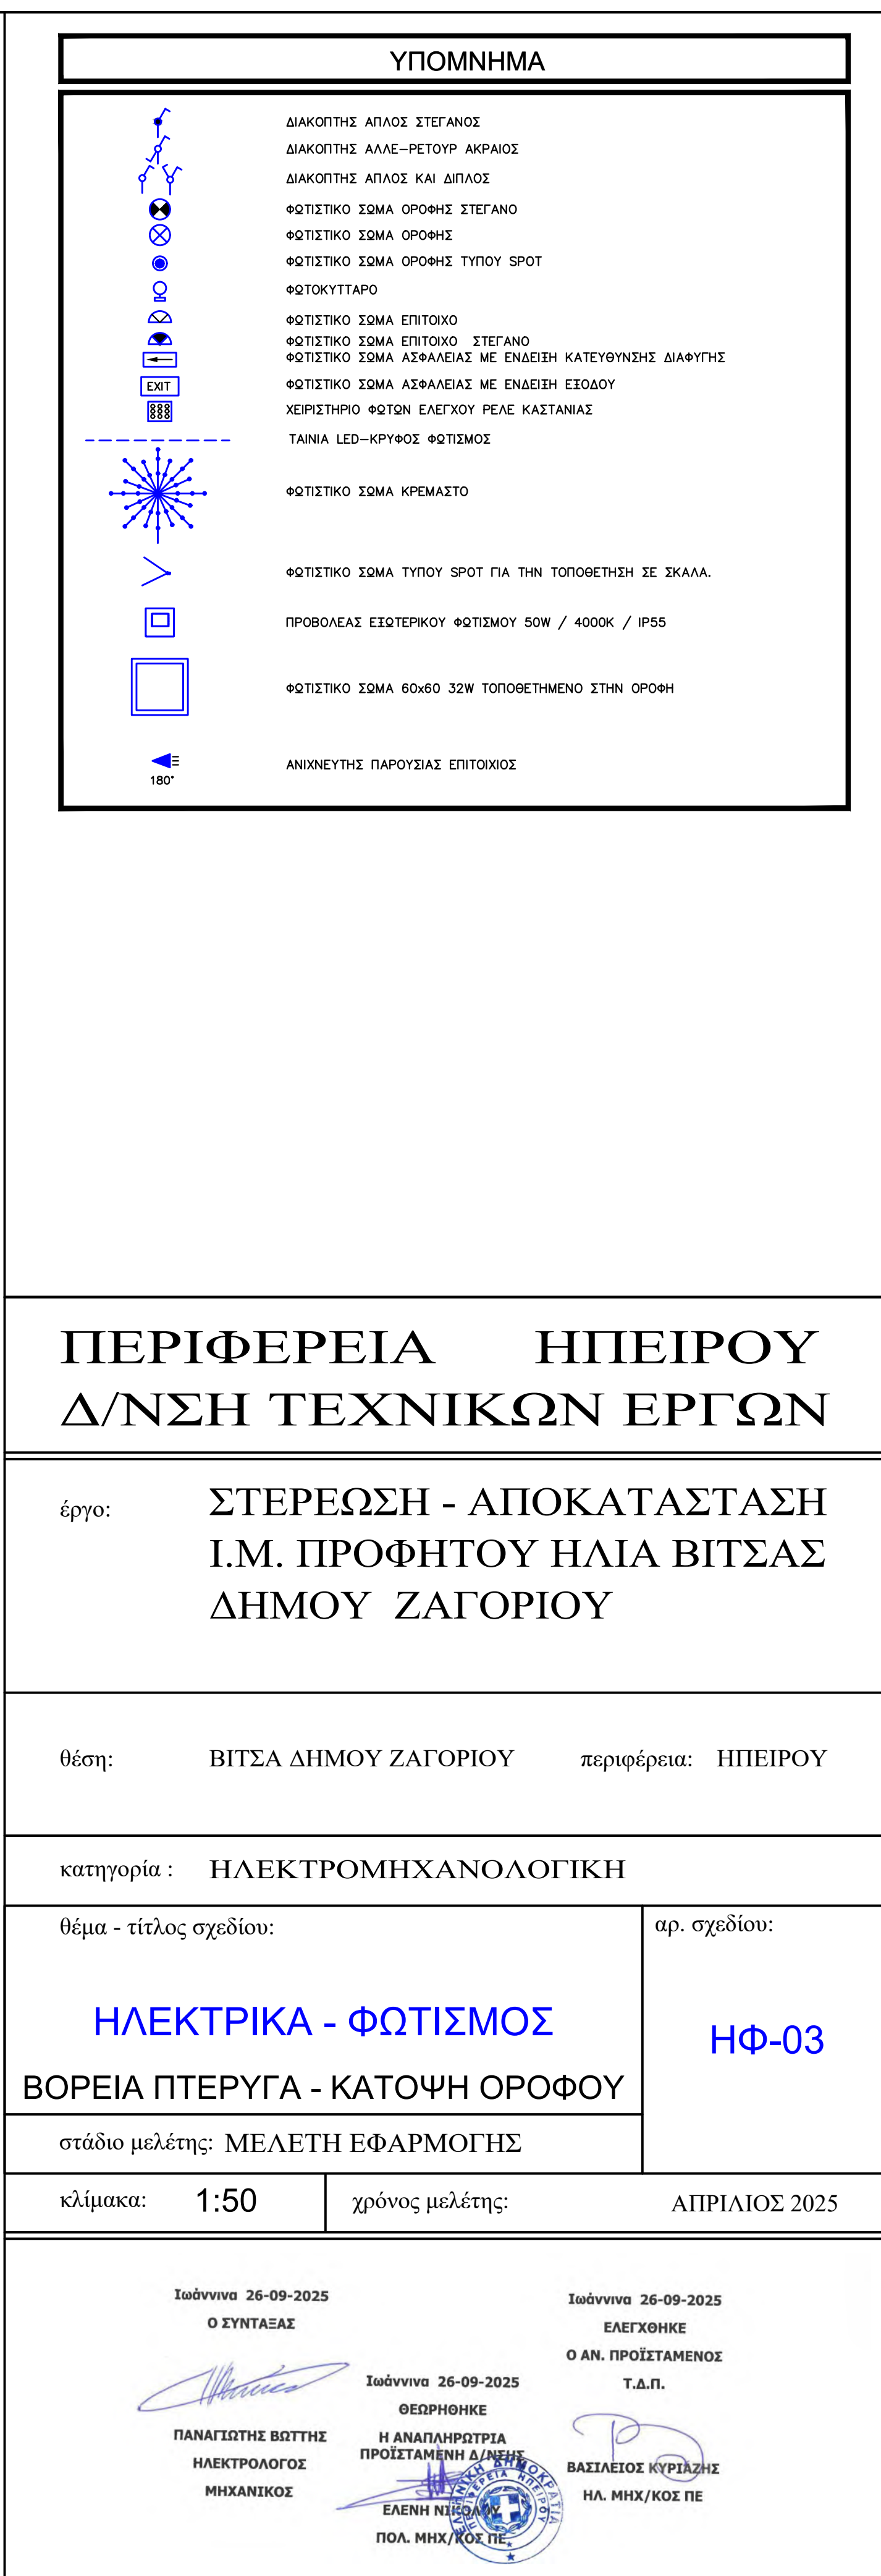 ΥΠΟΜΝΗΜΑ
ΔΙΑΚΟΠΤΗΣ ΑΠΛΟΣ ΣΤΕΓΑΝΟΣ
ΔΙΑΚΟΠΤΗΣ ΑΛΛΕ-ΡΕΤΟΥΡ ΑΚΡΑΙΟΣ
ΔΙΑΚΟΠΤΗΣ ΑΠΛΟΣ ΚΑΙ ΔΙΠΛΟΣ
ΦΩΤΙΣΤΙΚΟ ΣΩΜΑ ΟΡΟΦΗΣ ΣΤΕΓΑΝΟ
ΦΩΤΙΣΤΙΚΟ ΣΩΜΑ ΟΡΟΦΗΣ
ΦΩΤΙΣΤΙΚΟ ΣΩΜΑ ΟΡΟΦΗΣ ΤΥΠΟΥ SPOT
ΦΩΤΟΚΥΤΤΑΡΟ
ΦΩΤΙΣΤΙΚΟ ΣΩΜΑ ΕΠΙΤΟΙΧΟ
ΦΩΤΙΣΤΙΚΟ ΣΩΜΑ ΕΠΙΤΟΙΧΟ ΣΤΕΓΑΝΟ
ΦΩΤΙΣΤΙΚΟ ΣΩΜΑ ΑΣΦΑΛΕΙΑΣ ΜΕ ΕΝΔΕΙΞΗ ΚΑΤΕΥΘΥΝΣΗΣ ΔΙΑΦΥΓΗΣ
EXIT ΦΩΤΙΣΤΙΚΟ ΣΩΜΑ ΑΣΦΑΛΕΙΑΣ ΜΕ ΕΝΔΕΙΞΗ ΕΞΟΔΟΥ
ΧΕΙΡΙΣΤΗΡΙΟ ΦΩΤΩΝ ΕΛΕΓΧΟΥ ΡΕΛΕ ΚΑΣΤΑΝΙΑΣ
ΤΑΙΝΙΑ LED-ΚΡΥΦΟΣ ΦΩΤΙΣΜΟΣ
ΦΩΤΙΣΤΙΚΟ ΣΩΜΑ ΚΡΕΜΑΣΤΟ
ΦΩΤΙΣΤΙΚΟ ΣΩΜΑ ΤΥΠΟΥ SPOT ΓΙΑ ΤΗΝ ΤΟΠΟΘΕΤΗΣΗ ΣΕ ΣΚΑΛΑ.
ΠΡΟΒΟΛΕΑΣ ΕΞΩΤΕΡΙΚΟΥ ΦΩΤΙΣΜΟΥ 50W / 4000K / IP55
ΦΩΤΙΣΤΙΚΟ ΣΩΜΑ 60x60 32W ΤΟΠΟΘΕΤΗΜΕΝΟ ΣΤΗΝ ΟΡΟΦΗ
ΑΝΙΧΝΕΥΤΗΣ ΠΑΡΟΥΣΙΑΣ ΕΠΙΤΟΙΧΙΟΣ
180°
ΠΕΡΙΦΕΡΕΙΑ ΗΠΕΙΡΟΥ
Δ/ΝΣΗ ΤΕΧΝΙΚΩΝ ΕΡΓΩΝ
έργο: ΣΤΕΡΕΩΣΗ - ΑΠΟΚΑΤΑΣΤΑΣΗ
Ι.Μ. ΠΡΟΦΗΤΟΥ ΗΛΙΑ ΒΙΤΣΑΣ
ΔΗΜΟΥ ΖΑΓΟΡΙΟΥ
θέση: ΒΙΤΣΑ ΔΗΜΟΥ ΖΑΓΟΡΙΟΥ περιφέρεια: ΗΠΕΙΡΟΥ
κατηγορία : ΗΛΕΚΤΡΟΜΗΧΑΝΟΛΟΓΙΚΗ
θέμα - τίτλος σχεδίου:
ΗΛΕΚΤΡΙΚΑ - ΦΩΤΙΣΜΟΣ
ΒΟΡΕΙΑ ΠΤΕΡΥΓΑ - ΚΑΤΟΨΗ ΟΡΟΦΟΥ
αρ. σχεδίου:
ΗΦ-03
στάδιο μελέτης: ΜΕΛΕΤΗ ΕΦΑΡΜΟΓΗΣ
κλίμακα: 1:50 χρόνος μελέτης: ΑΠΡΙΛΙΟΣ 2025
Ιωάννινα 26-09-2025
Ο ΣΥΝΤΑΞΑΣ
ΠΑΝΑΓΙΩΤΗΣ ΒΩΤΤΗΣ
ΗΛΕΚΤΡΟΛΟΓΟΣ
ΜΗΧΑΝΙΚΟΣ
Ιωάννινα 26-09-2025
ΘΕΩΡΗΘΗΚΕ
Η ΑΝΑΠΛΗΡΩΤΡΙΑ
ΠΡΟΪΣΤΑΜΕΝΗ Δ/ΝΣΗΣ
ΕΛΕΝΗ ΝΙΚΟΛΟΥ
ΠΟΛ. ΜΗΧ/ΚΟΣ ΠΕ
ΕΛΛΗΝΙΚΗ ΔΗΜΟΚΡΑΤΙΑ
ΠΕΡΙΦΕΡΕΙΑ ΗΠΕΙΡΟΥ
Ιωάννινα 26-09-2025
ΕΛΕΓΧΘΗΚΕ
Ο ΑΝ. ΠΡΟΪΣΤΑΜΕΝΟΣ
Τ.Δ.Π.
ΒΑΣΙΛΕΙΟΣ ΚΥΡΙΑΖΗΣ
ΗΛ. ΜΗΧ/ΚΟΣ ΠΕ